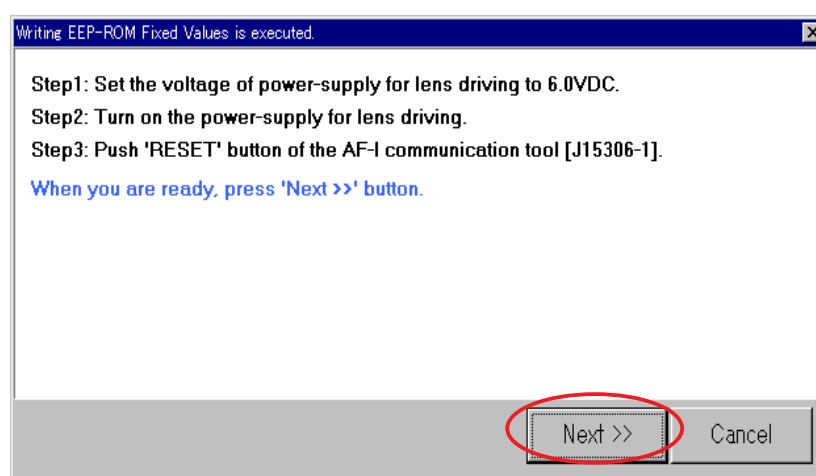 Writing EEP-ROM Fixed Values is executed.
Step1: Set the voltage of power-supply for lens driving to 6.0VDC.
Step2: Turn on the power-supply for lens driving.
Step3: Push 'RESET' button of the AF-I communication tool [J15306-1].
When you are ready, press 'Next >>' button.
Next >> Cancel